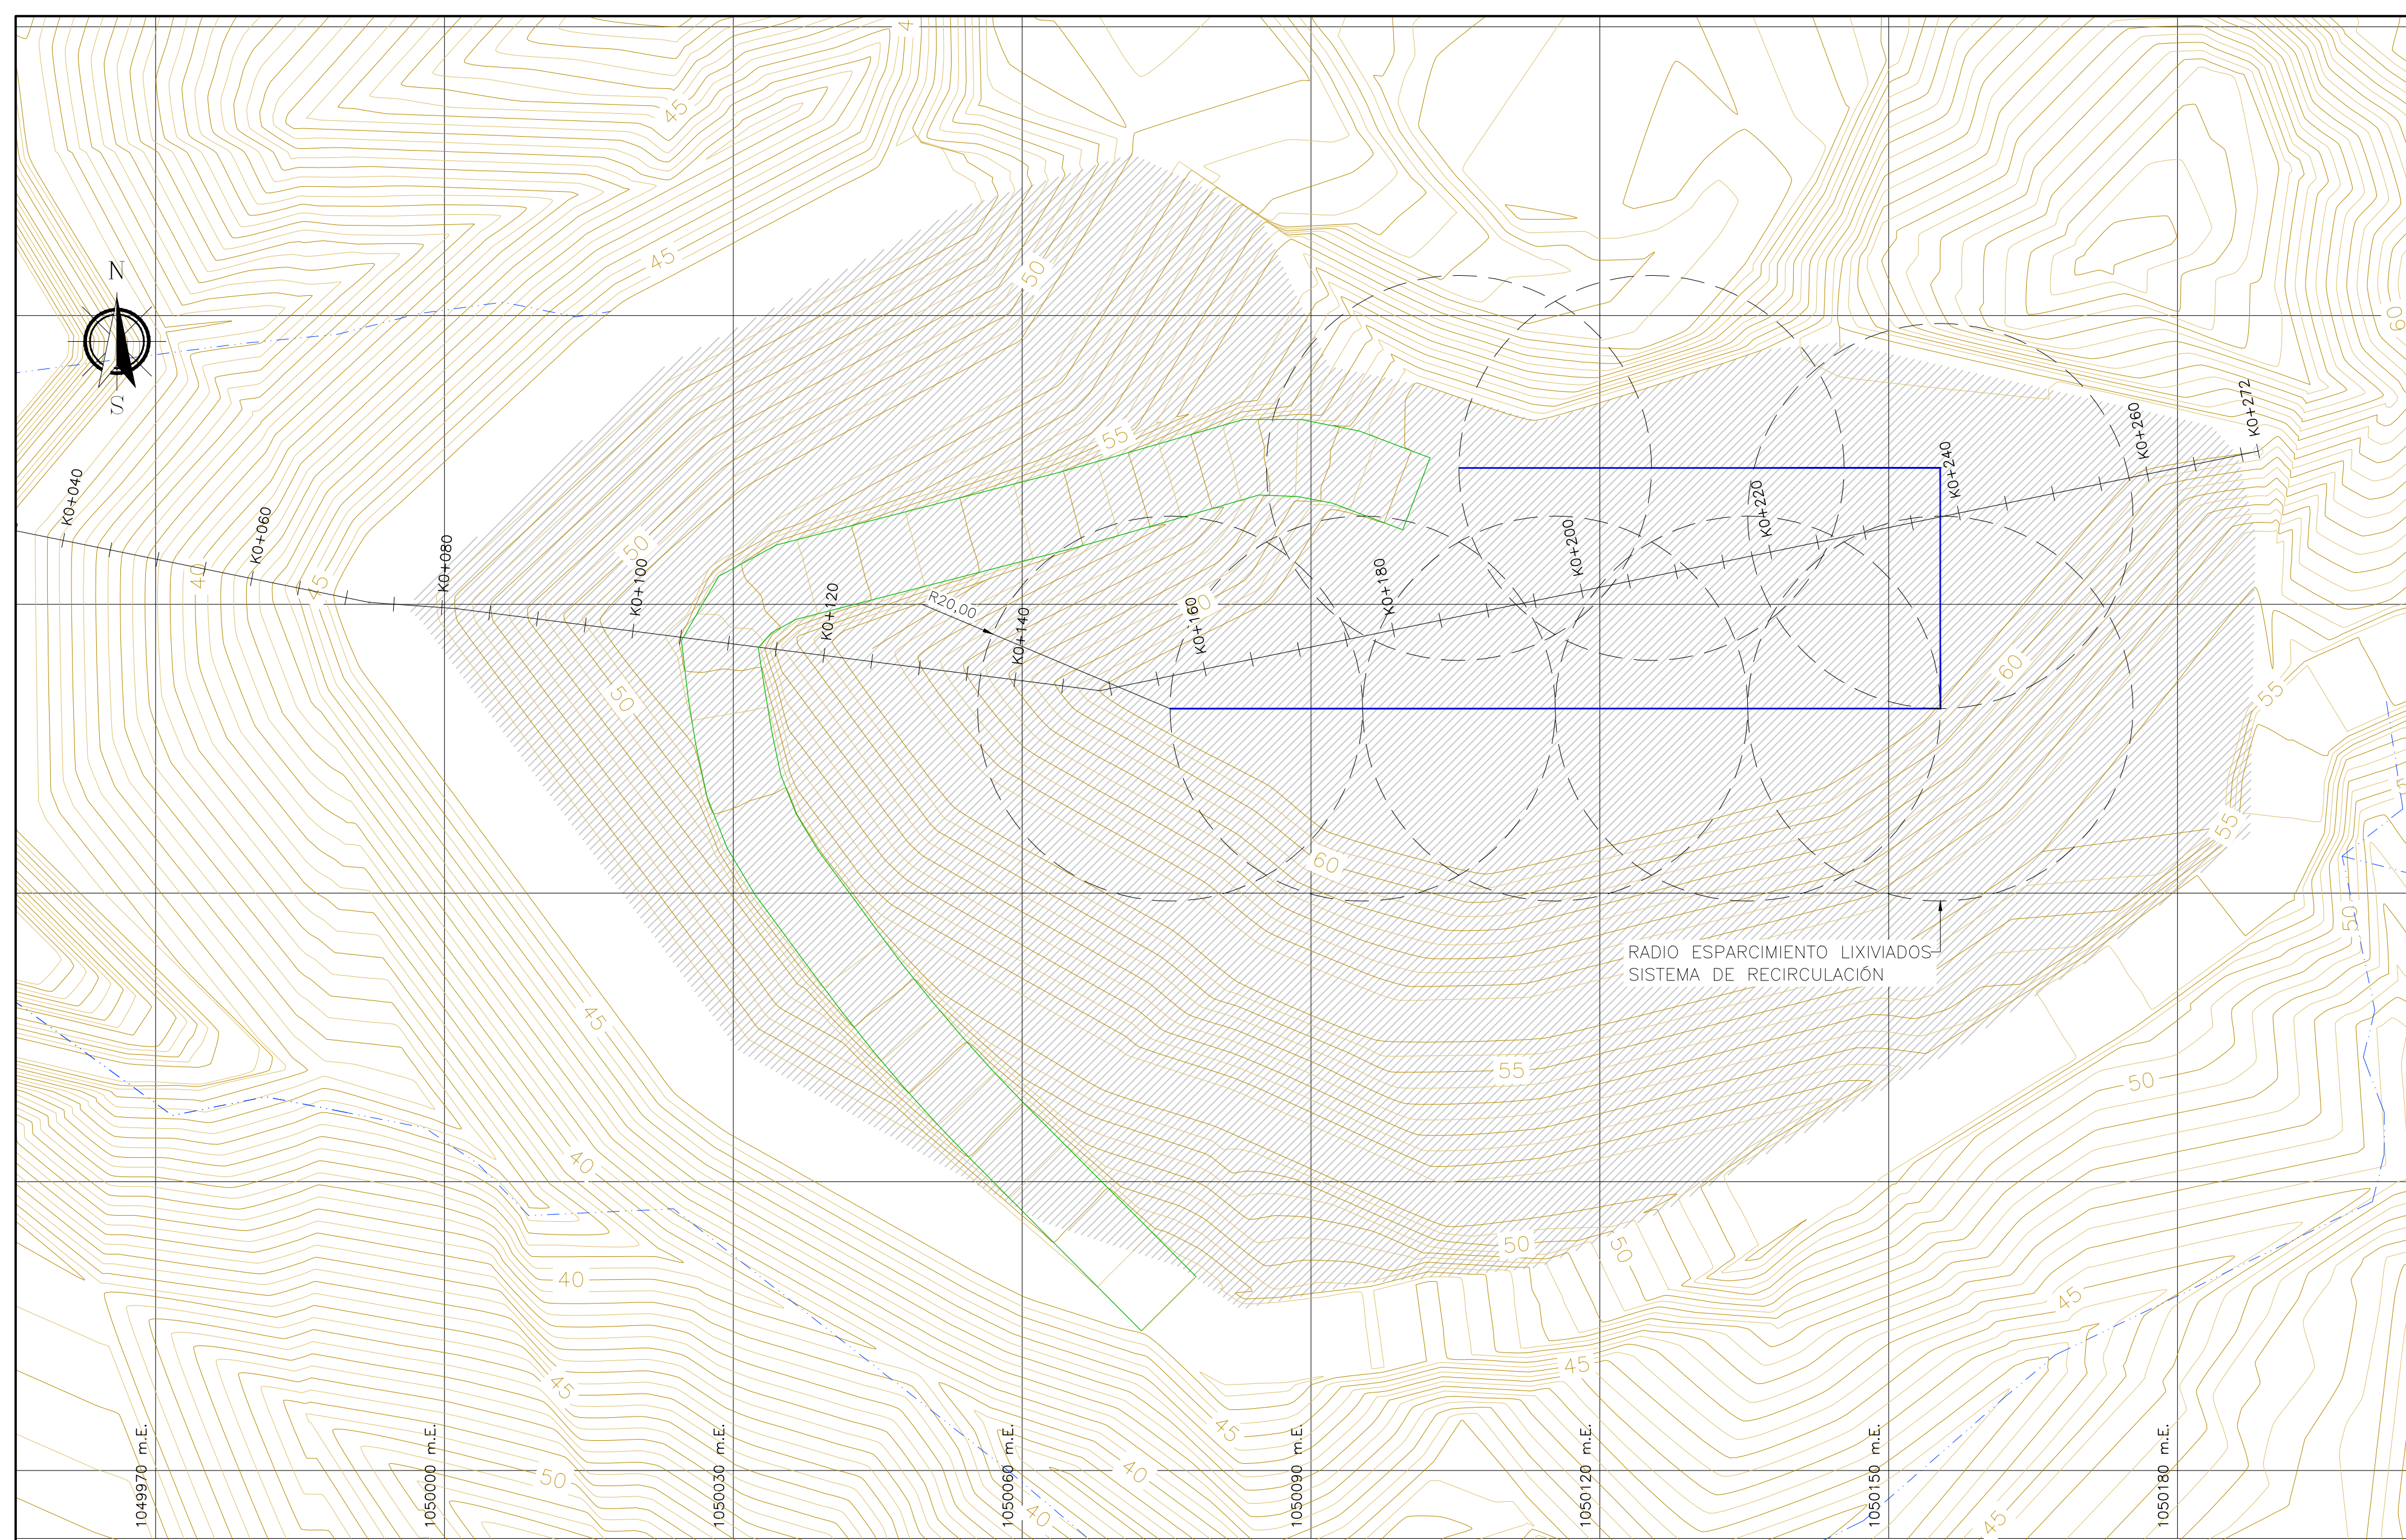 4
45
N
45
50
S
60
K0+272
K0+260
55
K0+240
K0+040
K0+220
K0+060
K0+200
K0+080
50
K0+180
K0+100
40
45
K0+120
R20,00
K0+140
K0+160
60
50
55
55
60
50
RADIO ESPARCIMIENTO LIXIVIADOS
SISTEMA DE RECIRCULACIÓN
45
55
50
40
50
50
40
45
45
45
45
50
40
40
45
1049970 m.E.
1050000 m.E.
1050030 m.E.
1050060 m.E.
1050090 m.E.
1050120 m.E.
1050150 m.E.
1050180 m.E.